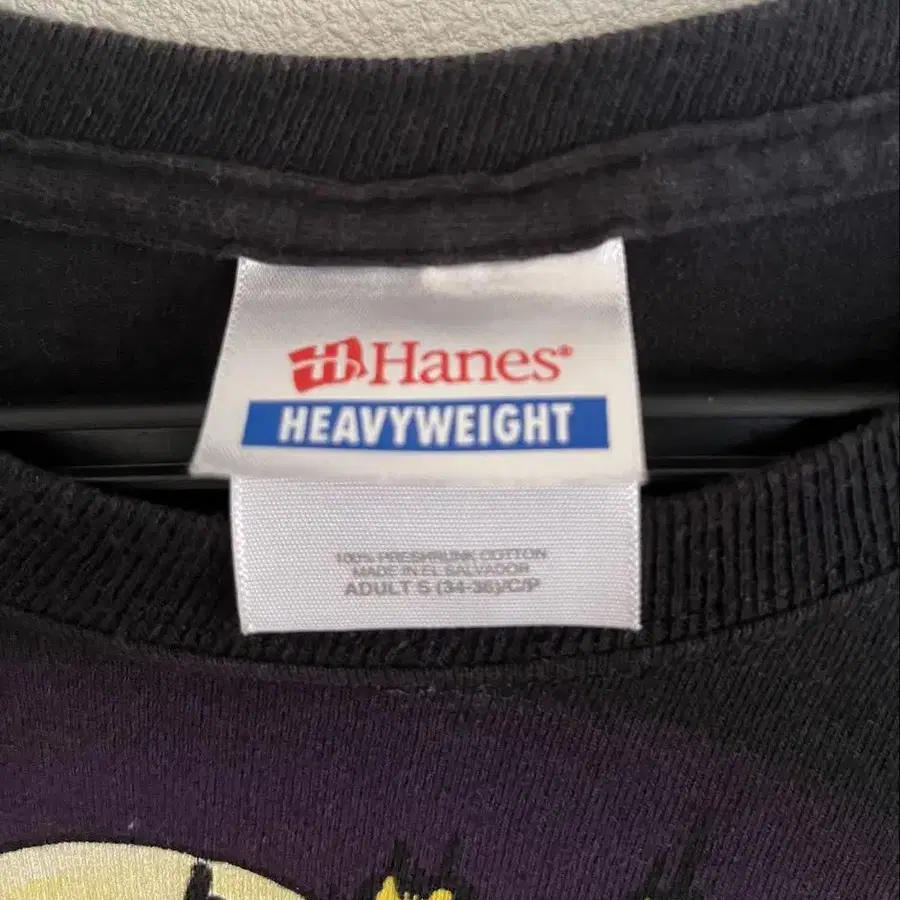 Hanes®
HEAVYWEIGHT
100% PRESHRUNK COTTON
MADE IN EL SALVADOR
ADULT S (34-36)/C/P